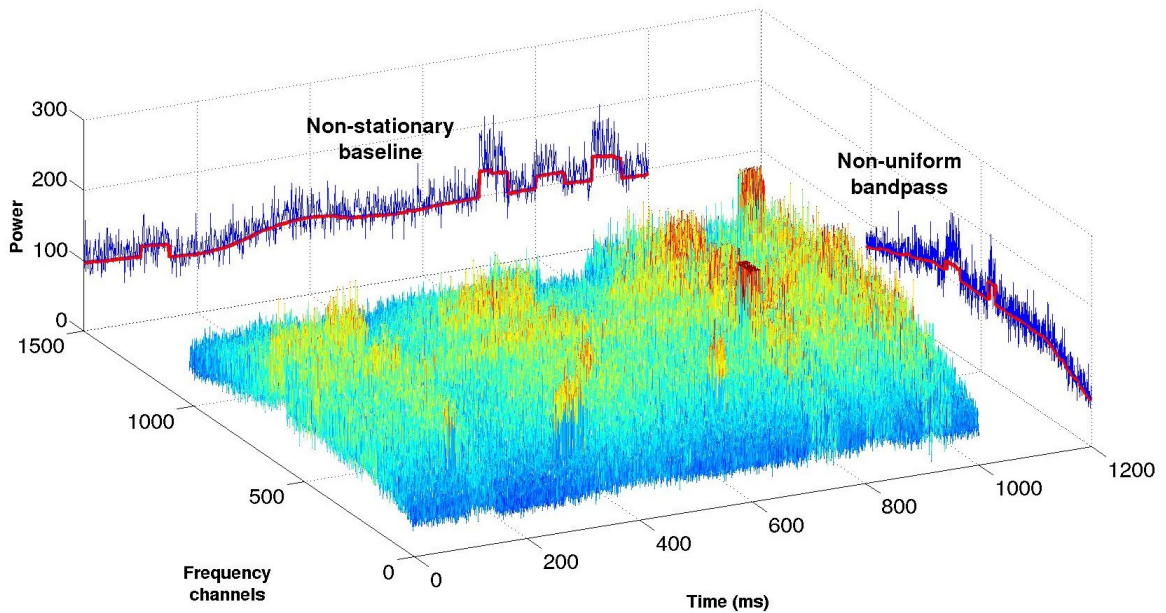 300
200
100
0
Power
Non-stationary
baseline
Non-uniform
bandpass
1500
1000
500
0
Frequency
channels
0
200
400
600
800
1000
1200
Time (ms)